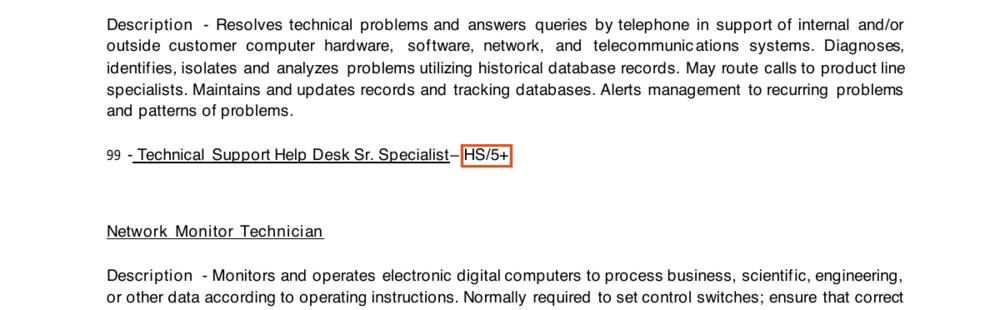 Description - Resolves technical problems and answers queries by telephone in support of internal and/or
outside customer computer hardware, software, network, and telecommunications systems. Diagnoses,
identifies, isolates and analyzes problems utilizing historical database records. May route calls to product line
specialists. Maintains and updates records and tracking databases. Alerts management to recurring problems
and patterns of problems.
99 - Technical Support Help Desk Sr. Specialist– HS/5+
Network Monitor Technician
Description - Monitors and operates electronic digital computers to process business, scientific, engineering,
or other data according to operating instructions. Normally required to set control switches; ensure that correct